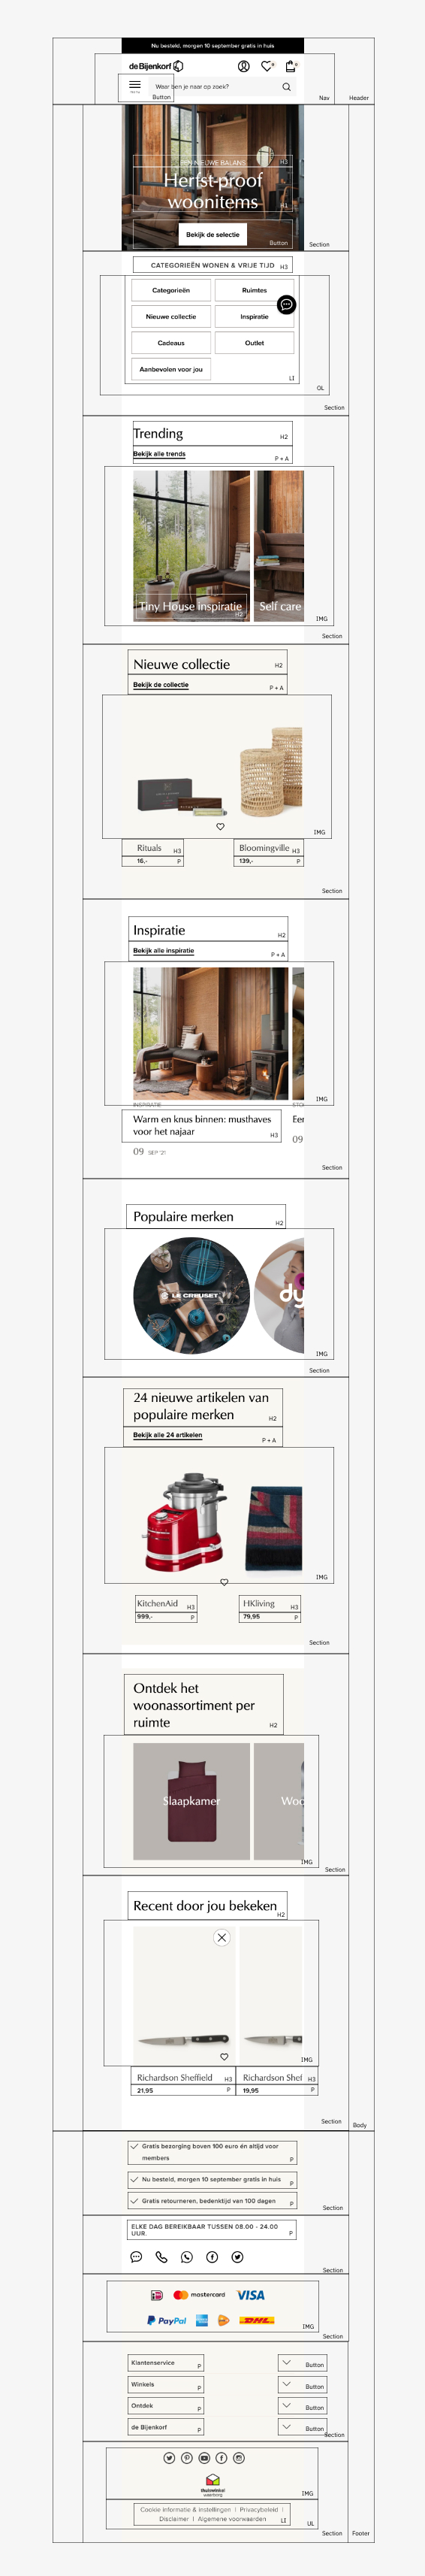 Nu besteld, morgen 10 september gratis in huis
de Bijenkorf
Waar ben je naar op zoek?
Button
Nav
Header
EEN NIEUWE BALANS
H3
Herfst-proof
woonitems
H1
Bekijk de selectie
Button
Section
CATEGORIEËN WONEN & VRIJE TIJD
H3
Categorieën
Ruimtes
Nieuwe collectie
Inspiratie
Cadeaus
Outlet
Aanbevolen voor jou
LI
OL
Section
Trending
H2
Bekijk alle trends
P + A
Tiny House inspiratie
H2
Self care
IMG
Section
Nieuwe collectie
H2
Bekijk de collectie
P + A
IMG
Rituals
H3
Bloomingville
H3
16,-
P
139,-
P
Section
Inspiratie
H2
Bekijk alle inspiratie
P + A
IMG
INSPIRATIE
STO
Warm en knus binnen: musthaves
voor het najaar
H3
Eer
09 SEP '21
09
Section
Populaire merken
H2
LE CREUSET
dy
IMG
Section
24 nieuwe artikelen van
populaire merken
H2
Bekijk alle 24 artikelen
P + A
IMG
KitchenAid
H3
HKliving
H3
999,-
P
79,95
P
Section
Ontdek het
woonassortiment per
ruimte
H2
Slaapkamer
Woo
IMG
Section
Recent door jou bekeken
H2
IMG
Richardson Sheffield
H3
Richardson Shef
H3
21,95
P
19,95
P
Section
Body
Gratis bezorging boven 100 euro én altijd voor
members
P
Nu besteld, morgen 10 september gratis in huis
P
Gratis retourneren, bedenktijd van 100 dagen
P
Section
ELKE DAG BEREIKBAAR TUSSEN 08.00 - 24.00
UUR.
P
Section
mastercard
VISA
PayPal
DHL
IMG
Section
Klantenservice
P
Button
Winkels
P
Button
Ontdek
P
Button
de Bijenkorf
P
Button
Section
thuiswinkel
waarborg
IMG
Cookie informatie & instellingen | Privacybeleid |
Disclaimer | Algemene voorwaarden
LI
UL
Section
Footer